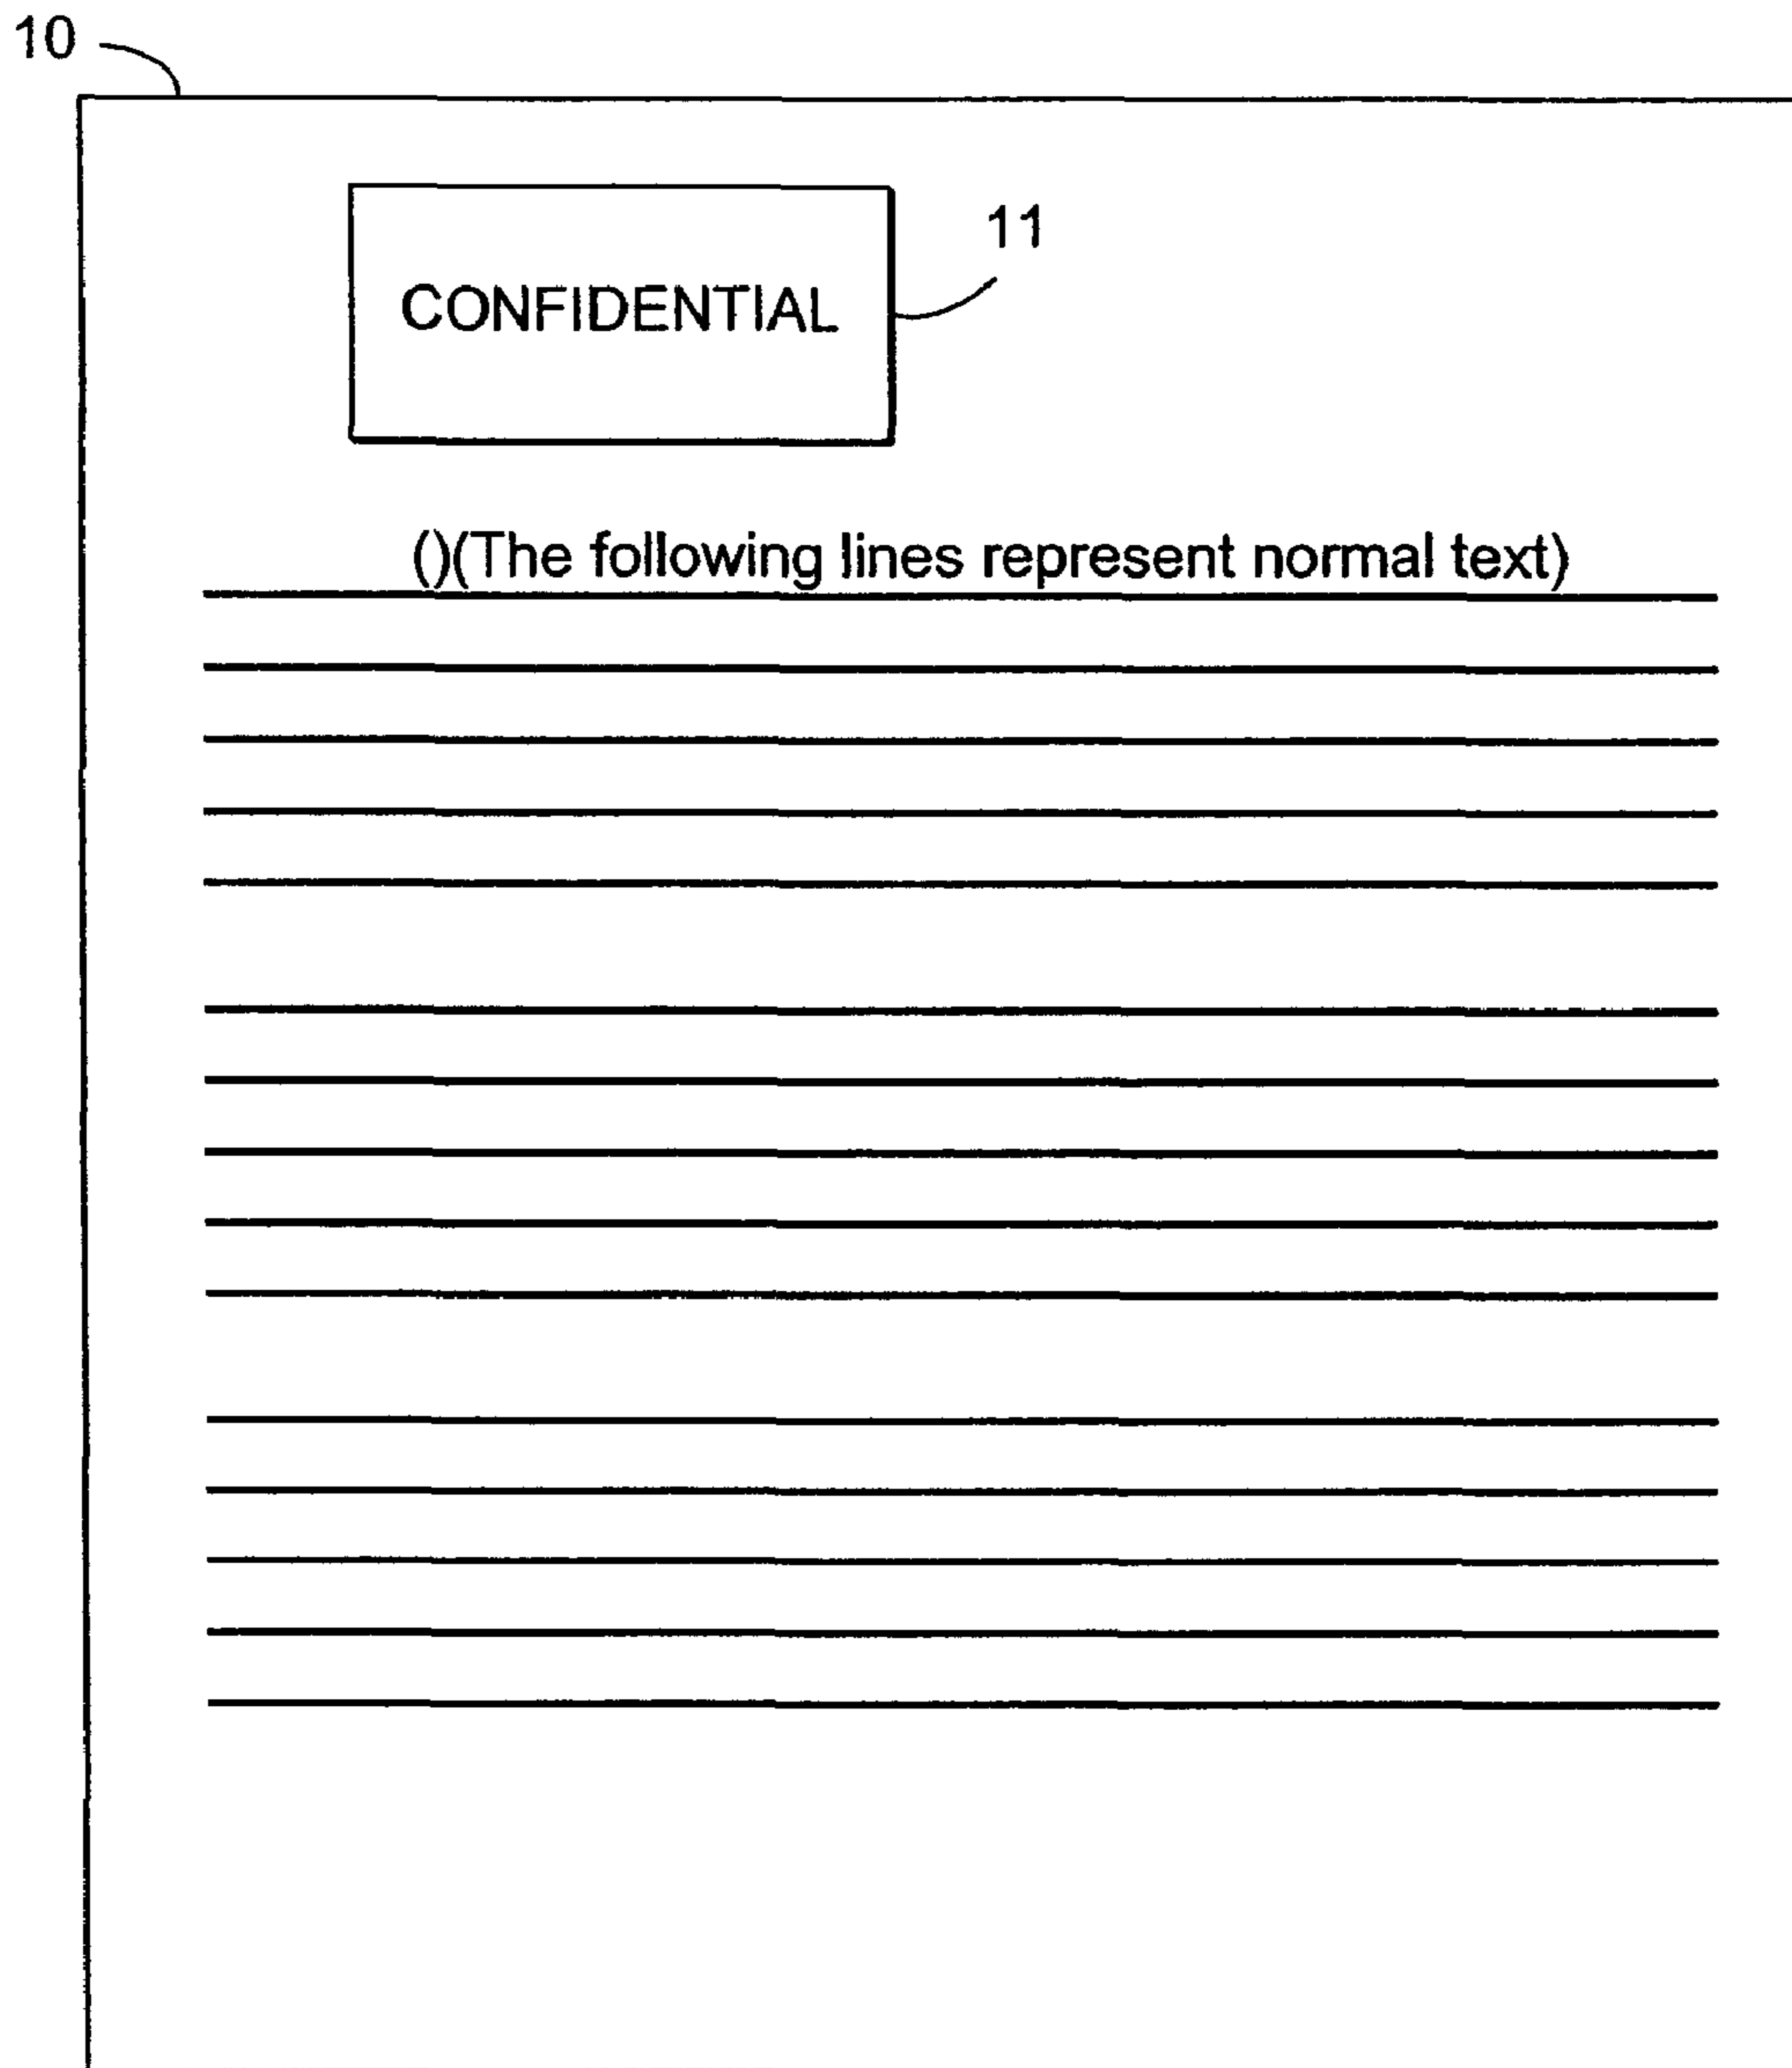 10
11
CONFIDENTIAL
()(The following lines represent normal text)